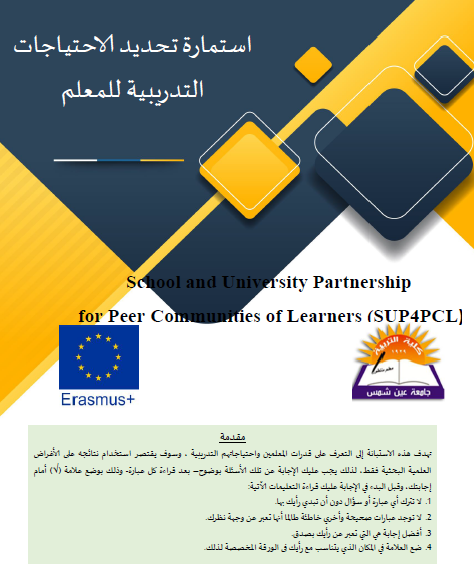 استمارة تحديد الاحتياجات
التدريبية للمعلم
School and University Partnership
for Peer Communities of Learners (SUP4PCL)
Erasmus+
كلية التربية
جامعة عين شمس
مقدمة
تهدف هذه الاستبانة إلى التعرف على قدرات المعلمين واحتياجاتهم التدريبية ، وسوف يقتصر استخدام نتائجه على الأغراض
العلمية البحثية فقط، لذلك يجب عليك الإجابة عن تلك الأسئلة بوضوح– بعد قراءة كل عبارة- وذلك بوضع علامة (√) أمام
إجابتك، وقبل البدء في الإجابة عليك قراءة التعليمات الآتية:
1. لا تترك أي عبارة أو سؤال دون أن تبدي رأيك بها.
2. لا توجد عبارات صحيحة وأخري خاطئة طالما أنها تعبر عن وجهة نظرك.
3. أفضل إجابة هي التي تعبر عن رأيك بصدق.
4. ضع العلامة في المكان الذي يتناسب مع رأيك فى الورقة المخصصة لذلك.